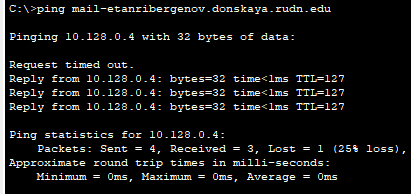 C:\>ping mail-etanribergenov.donskaya.rudn.edu
Pinging 10.128.0.4 with 32 bytes of data:
Request timed out.
Reply from 10.128.0.4: bytes=32 time<1ms TTL=127
Reply from 10.128.0.4: bytes=32 time<1ms TTL=127
Reply from 10.128.0.4: bytes=32 time<1ms TTL=127
Ping statistics for 10.128.0.4:
    Packets: Sent = 4, Received = 3, Lost = 1 (25% loss),
Approximate round trip times in milli-seconds:
    Minimum = 0ms, Maximum = 0ms, Average = 0ms